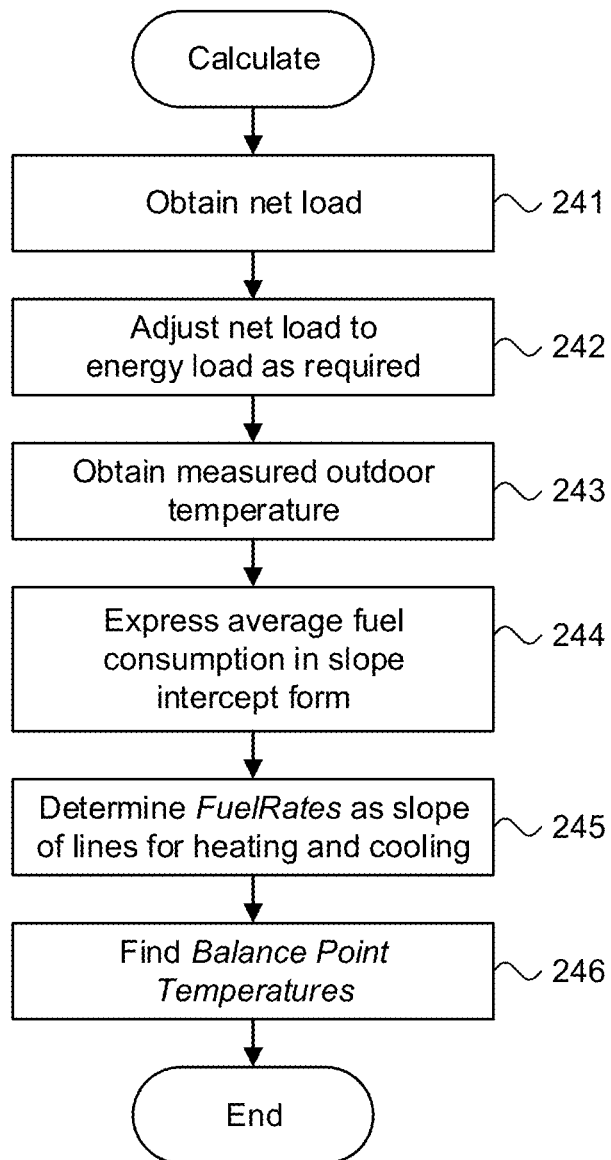 Calculate
Obtain net load
241
Adjust net load to
energy load as required
242
Obtain measured outdoor
temperature
243
Express average fuel
consumption in slope
intercept form
244
Determine FuelRates as slope
of lines for heating and cooling
245
Find Balance Point
Temperatures
246
End